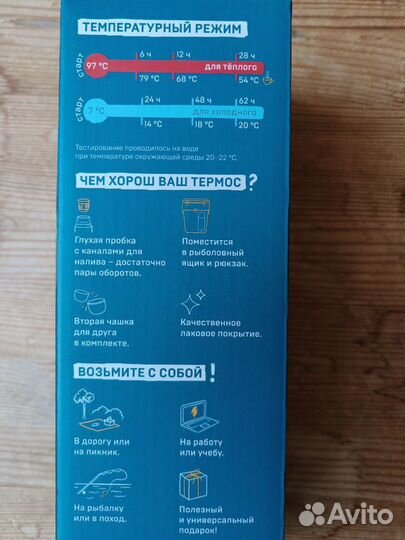 ТЕМПЕРАТУРНЫЙ РЕЖИМ
старт 6 ч 12 ч 28 ч
97 °C для тёплого
79 °C 68 °C 54 °C
старт 24 ч 48 ч 62 ч
7 °C для холодного
14 °C 18 °C 20 °C
Тестирование проводилось на воде
при температуре окружающей среды 20–22 °C.
ЧЕМ ХОРОШ ВАШ ТЕРМОС?
Глухая пробка
с каналами для
налива – достаточно
пары оборотов.
Поместится
в рыболовный
ящик и рюкзак.
Вторая чашка
для друга
в комплекте.
Качественное
лаковое покрытие.
ВОЗЬМИТЕ С СОБОЙ!
В дорогу или
на пикник.
На работу
или учебу.
На рыбалку
или в поход.
Полезный
и универсальный
подарок!
Avito